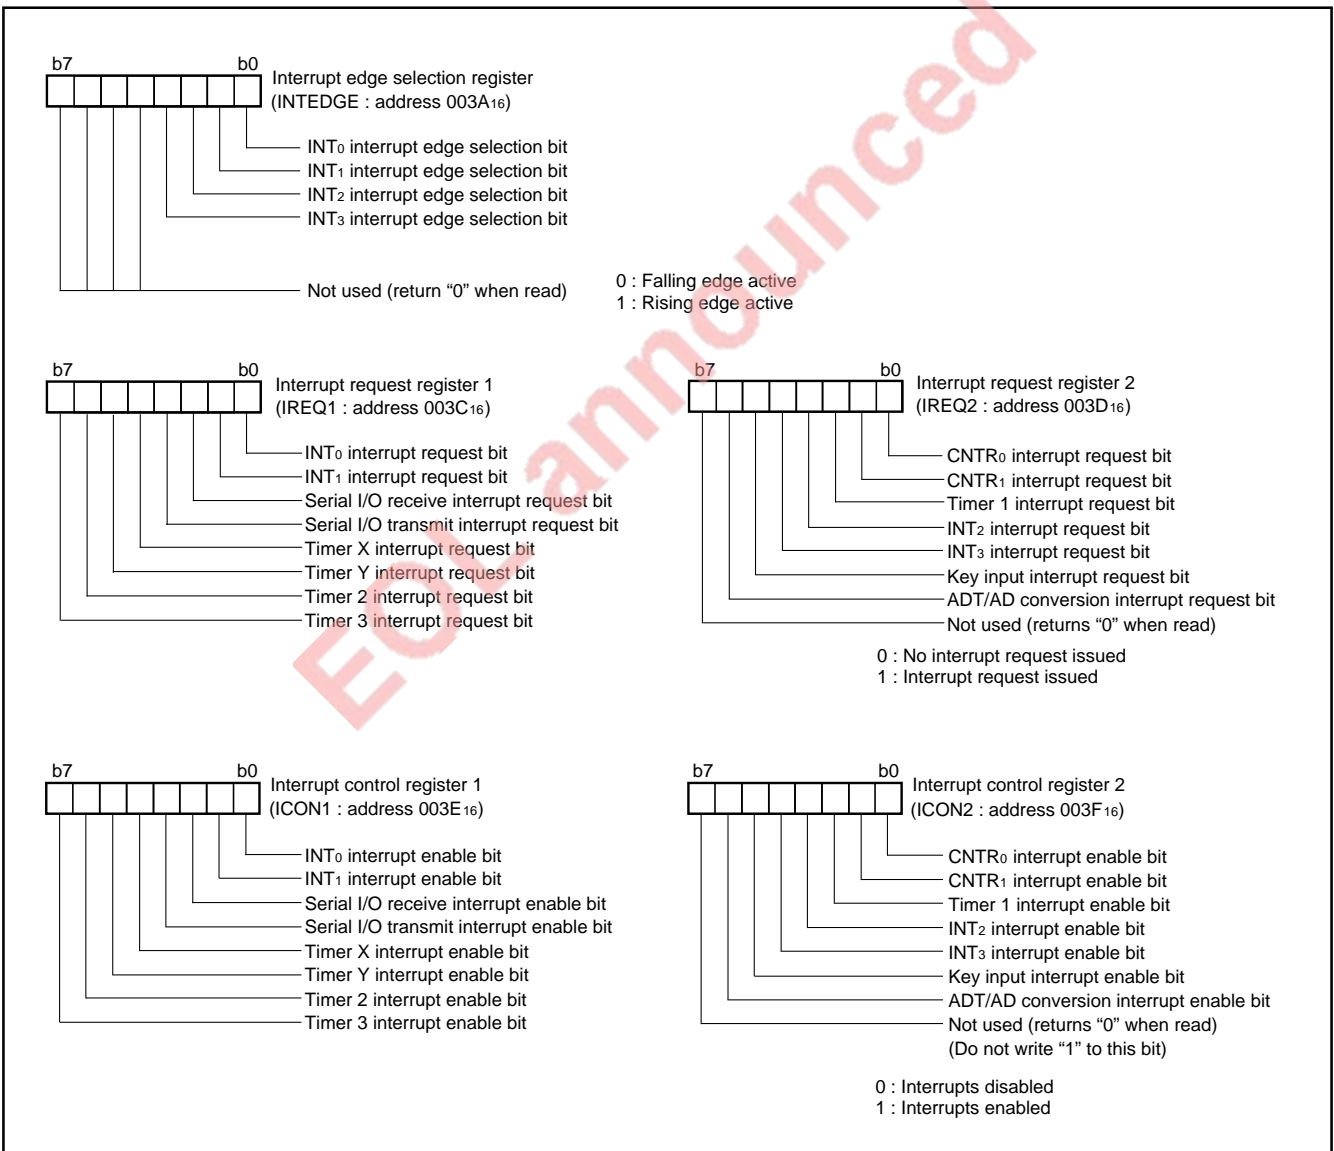 b7 b0
Interrupt edge selection register
(INTEDGE : address 003A16)
INT0 interrupt edge selection bit
INT1 interrupt edge selection bit
INT2 interrupt edge selection bit
INT3 interrupt edge selection bit
Not used (return “0” when read)
0 : Falling edge active
1 : Rising edge active
b7 b0
Interrupt request register 1
(IREQ1 : address 003C16)
INT0 interrupt request bit
INT1 interrupt request bit
Serial I/O receive interrupt request bit
Serial I/O transmit interrupt request bit
Timer X interrupt request bit
Timer Y interrupt request bit
Timer 2 interrupt request bit
Timer 3 interrupt request bit
b7 b0
Interrupt request register 2
(IREQ2 : address 003D16)
CNTR0 interrupt request bit
CNTR1 interrupt request bit
Timer 1 interrupt request bit
INT2 interrupt request bit
INT3 interrupt request bit
Key input interrupt request bit
ADT/AD conversion interrupt request bit
Not used (returns “0” when read)
0 : No interrupt request issued
1 : Interrupt request issued
b7 b0
Interrupt control register 1
(ICON1 : address 003E16)
INT0 interrupt enable bit
INT1 interrupt enable bit
Serial I/O receive interrupt enable bit
Serial I/O transmit interrupt enable bit
Timer X interrupt enable bit
Timer Y interrupt enable bit
Timer 2 interrupt enable bit
Timer 3 interrupt enable bit
b7 b0
Interrupt control register 2
(ICON2 : address 003F16)
CNTR0 interrupt enable bit
CNTR1 interrupt enable bit
Timer 1 interrupt enable bit
INT2 interrupt enable bit
INT3 interrupt enable bit
Key input interrupt enable bit
ADT/AD conversion interrupt enable bit
Not used (returns “0” when read)
(Do not write “1” to this bit)
0 : Interrupts disabled
1 : Interrupts enabled
EOL announced